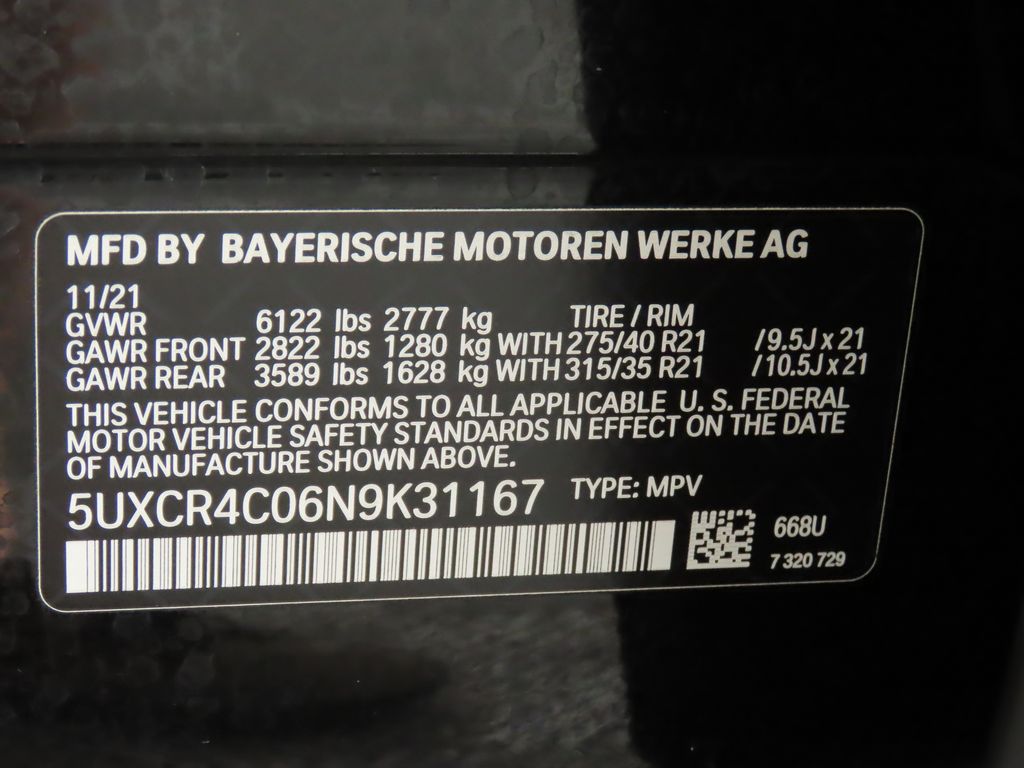 MFD BY BAYERISCHE MOTOREN WERKE AG
11/21
GVWR 6122 lbs 2777 kg TIRE / RIM
GAWR FRONT 2822 lbs 1280 kg WITH 275/40 R21 /9.5J x 21
GAWR REAR 3589 lbs 1628 kg WITH 315/35 R21 /10.5J x 21
THIS VEHICLE CONFORMS TO ALL APPLICABLE U. S. FEDERAL
MOTOR VEHICLE SAFETY STANDARDS IN EFFECT ON THE DATE
OF MANUFACTURE SHOWN ABOVE.
5UXCR4C06N9K31167 TYPE: MPV
668U
7 320 729